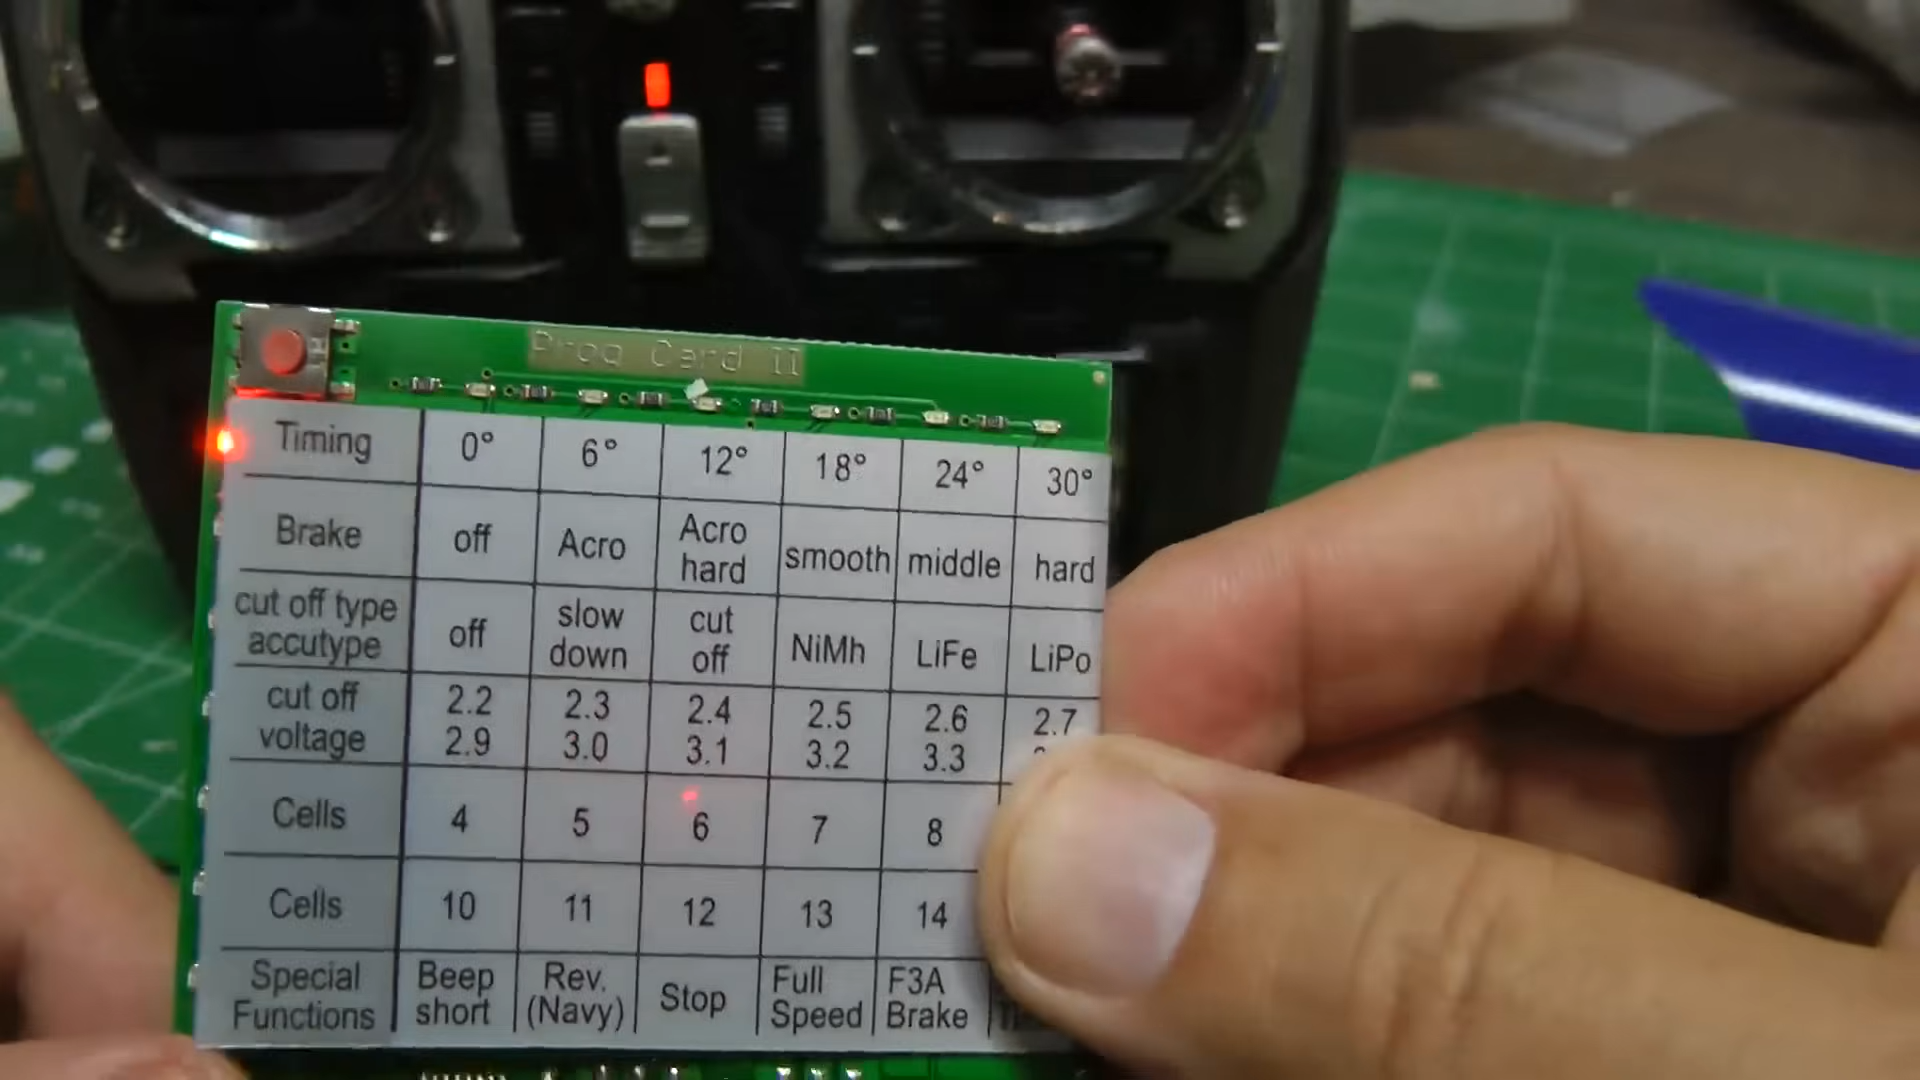 Prog Card II
Timing 0° 6° 12° 18° 24° 30°
Brake off Acro Acro hard smooth middle hard
cut off type accutype off slow down cut off NiMh LiFe LiPo
cut off voltage 2.2 2.9 2.3 3.0 2.4 3.1 2.5 3.2 2.6 3.3 2.7
Cells 4 5 6 7 8
Cells 10 11 12 13 14
Special Functions Beep short Rev. (Navy) Stop Full Speed F3A Brake